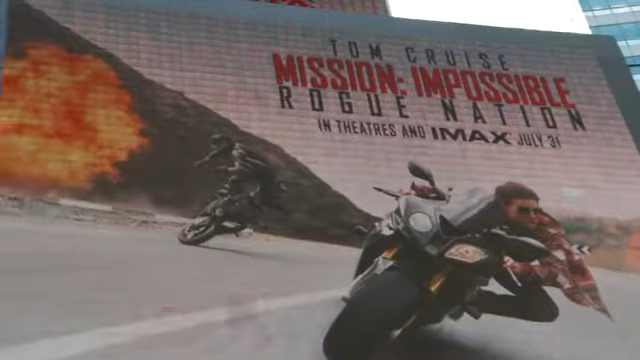 TOM CRUISE
MISSION: IMPOSSIBLE
ROGUE NATION
IN THEATRES AND IMAX JULY 31